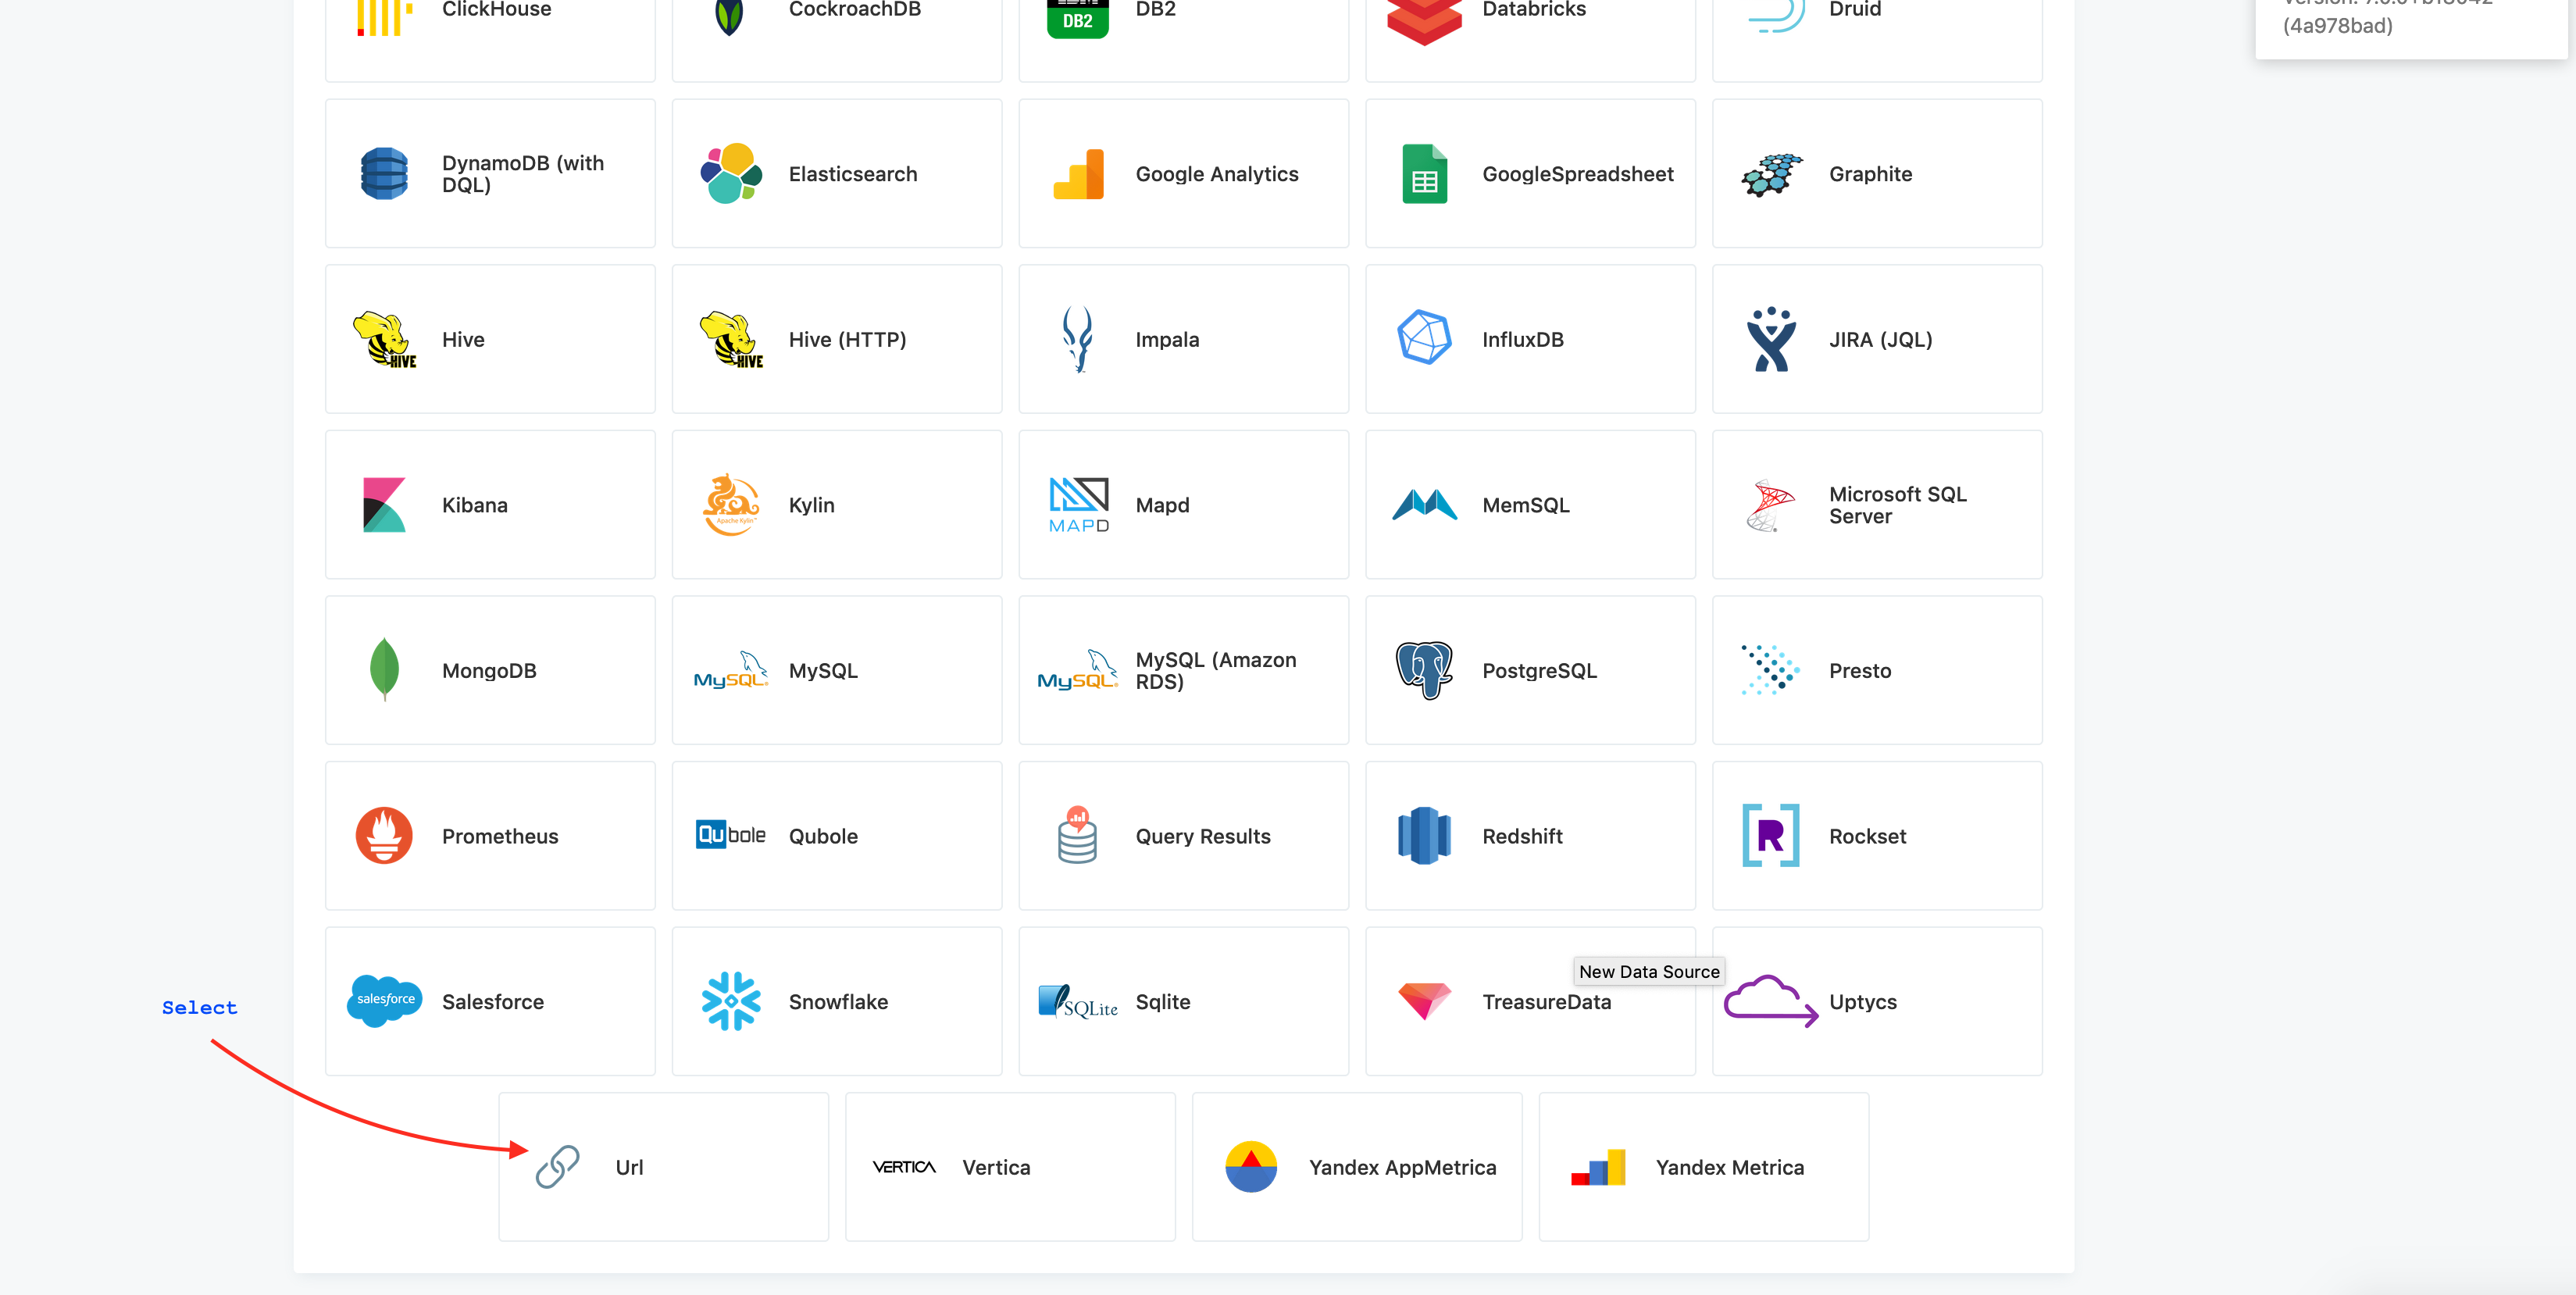 ClickHouse
CockroachDB
DB2
DB2
Databricks
Druid
(4a978bad)
DynamoDB (with
DQL)
Elasticsearch
Google Analytics
GoogleSpreadsheet
Graphite
HIVE
Hive
HIVE
Hive (HTTP)
Impala
InfluxDB
JIRA (JQL)
Kibana
Apache Kylin™
Kylin
MAPD
Mapd
MemSQL
Microsoft SQL
Server
MongoDB
MySQL®
MySQL
MySQL®
MySQL (Amazon
RDS)
PostgreSQL
Presto
Prometheus
Qubole
Qubole
Query Results
Redshift
R
Rockset
salesforce
Salesforce
Snowflake
SQLite
Sqlite
New Data Source
TreasureData
Uptycs
Select
Url
VERTICA
Vertica
Yandex AppMetrica
Yandex Metrica